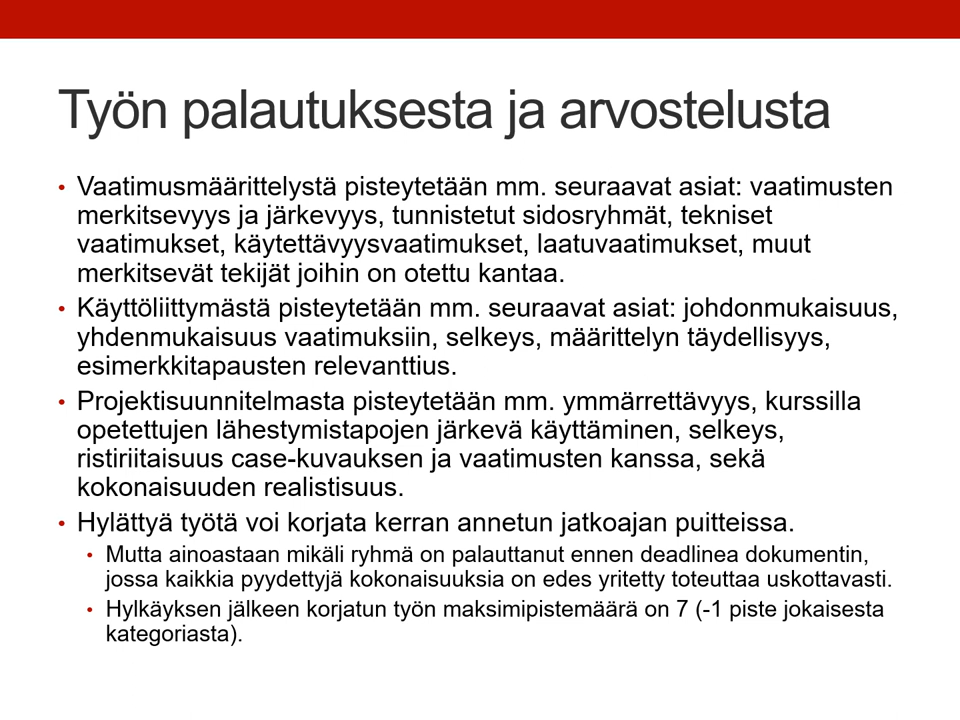 Työn palautuksesta ja arvostelusta
• Vaatimusmäärittelystä pisteytetään mm. seuraavat asiat: vaatimusten
merkitsevyys ja järkevyys, tunnistetut sidosryhmät, tekniset
vaatimukset, käytettävyysvaatimukset, laatuvaatimukset, muut
merkitsevät tekijät joihin on otettu kantaa.
• Käyttöliittymästä pisteytetään mm. seuraavat asiat: johdonmukaisuus,
yhdenmukaisuus vaatimuksiin, selkeys, määrittelyn täydellisyys,
esimerkkitapausten relevanttius.
• Projektisuunnitelmasta pisteytetään mm. ymmärrettävyys, kurssilla
opetettujen lähestymistapojen järkevä käyttäminen, selkeys,
ristiriitaisuus case-kuvauksen ja vaatimusten kanssa, sekä
kokonaisuuden realistisuus.
• Hylättyä työtä voi korjata kerran annetun jatkoajan puitteissa.
• Mutta ainoastaan mikäli ryhmä on palauttanut ennen deadlinea dokumentin,
jossa kaikkia pyydettyjä kokonaisuuksia on edes yritetty toteuttaa uskottavasti.
• Hylkäyksen jälkeen korjatun työn maksimipistemäärä on 7 (-1 piste jokaisesta
kategoriasta).